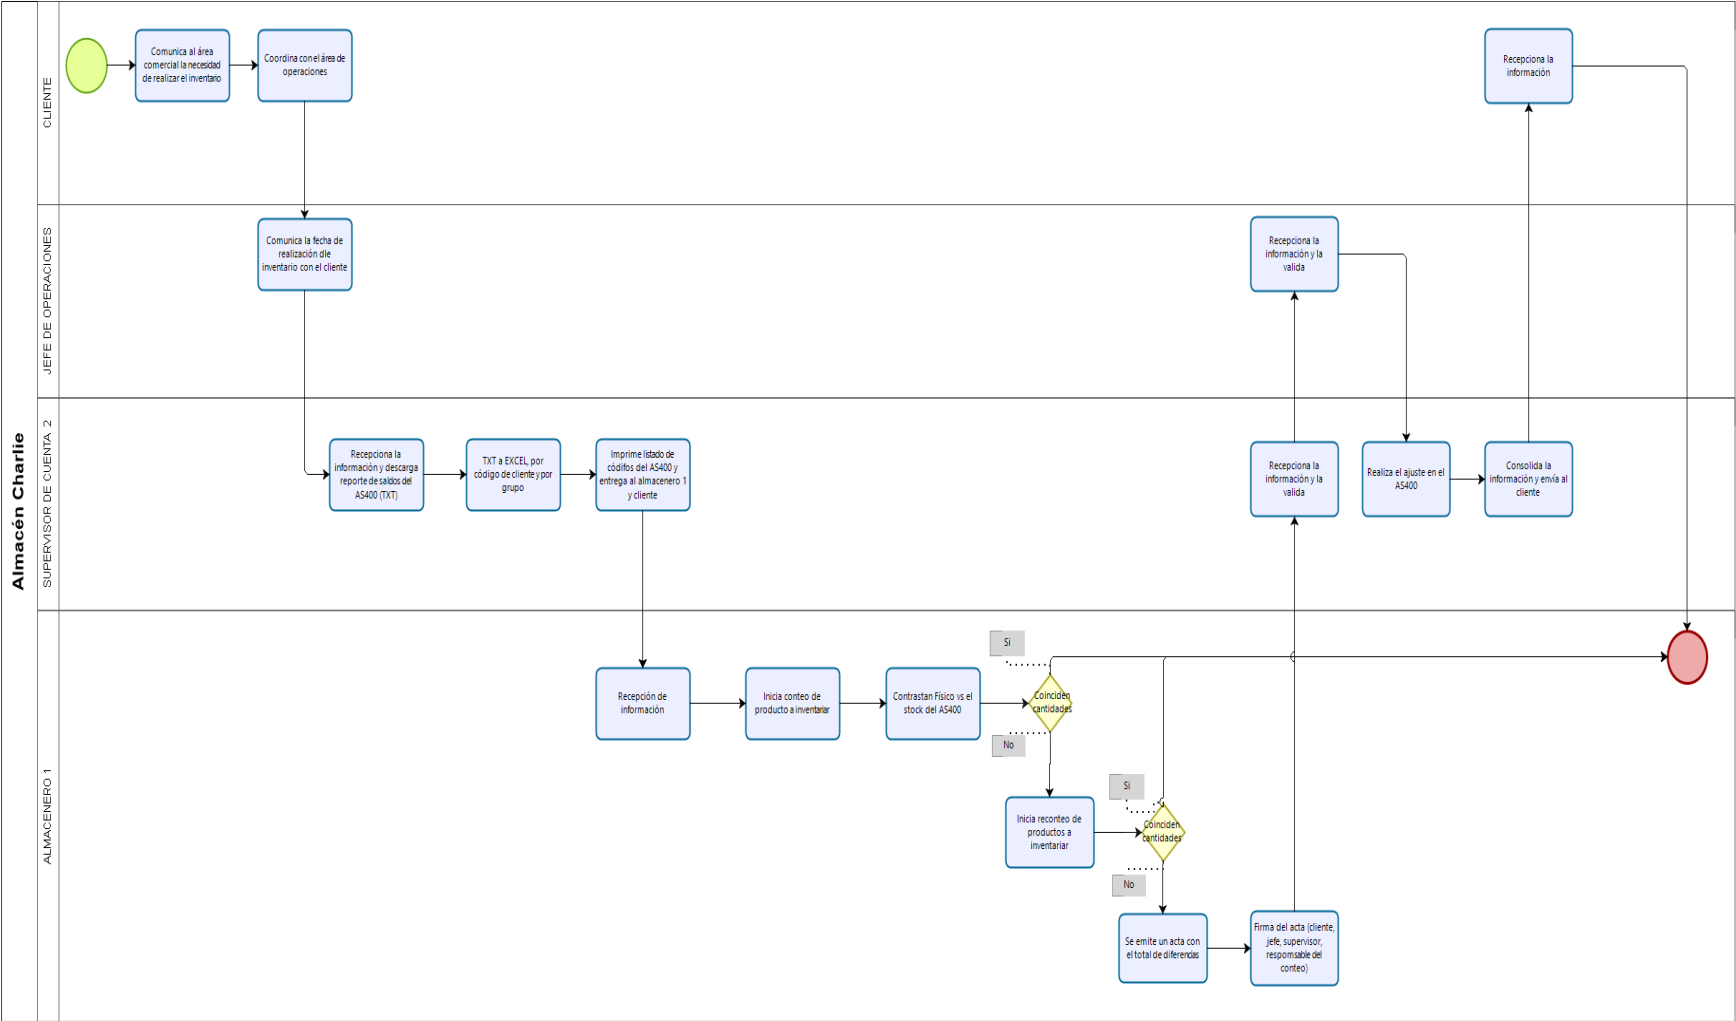 Almacén Charlie
CLIENTE
Comunica al área
comercial la necesidad
de realizar el inventario
Coordina con el área de
operaciones
Recepciona la
información
JEFE DE OPERACIONES
Comunica la fecha de
realización dle
inventario con el cliente
Recepciona la
información y la
valida
SUPERVISOR DE CUENTA 2
Recepciona la
información y descarga
reporte de saldos del
AS400 (TXT)
TXT a EXCEL, por
código de cliente y por
grupo
Imprime listado de
códifos del AS400 y
entrega al almacenero 1
y cliente
Recepciona la
información y la
valida
Realiza el ajuste en el
AS400
Consolida la
información y envía al
cliente
ALMACENERO 1
Recepción de
información
Inicia conteo de
producto a inventariar
Contrastan Físico vs el
stock del AS400
Si
Coinciden
cantidades
No
Inicia reconteo de
productos a
inventariar
Si
Coinciden
cantidades
No
Se emite un acta con
el total de diferencias
Firma del acta (cliente,
jefe, supervisor,
respomsable del
conteo)